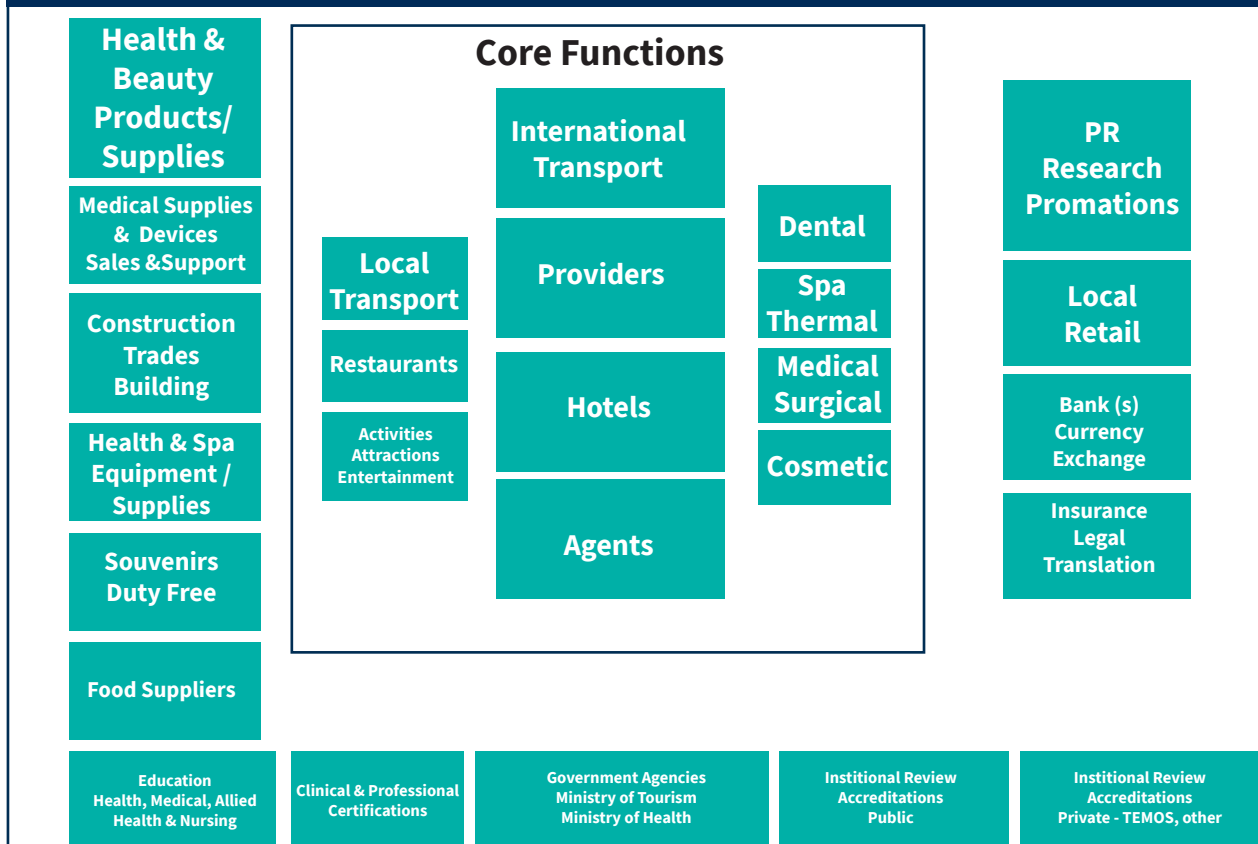 Health &
Beauty
Products/
Supplies
Medical Supplies
& Devices
Sales &Support
Construction
Trades
Building
Health & Spa
Equipment /
Supplies
Souvenirs
Duty Free
Food Suppliers
Core Functions
Local
Transport
Restaurants
Activities
Attractions
Entertainment
International
Transport
Providers
Hotels
Agents
Dental
Spa
Thermal
Medical
Surgical
Cosmetic
PR
Research
Promations
Local
Retail
Bank (s)
Currency
Exchange
Insurance
Legal
Translation
Education
Health, Medical, Allied
Health & Nursing
Clinical & Professional
Certifications
Government Agencies
Ministry of Tourism
Ministry of Health
Institional Review
Accreditations
Public
Institional Review
Accreditations
Private - TEMOS, other